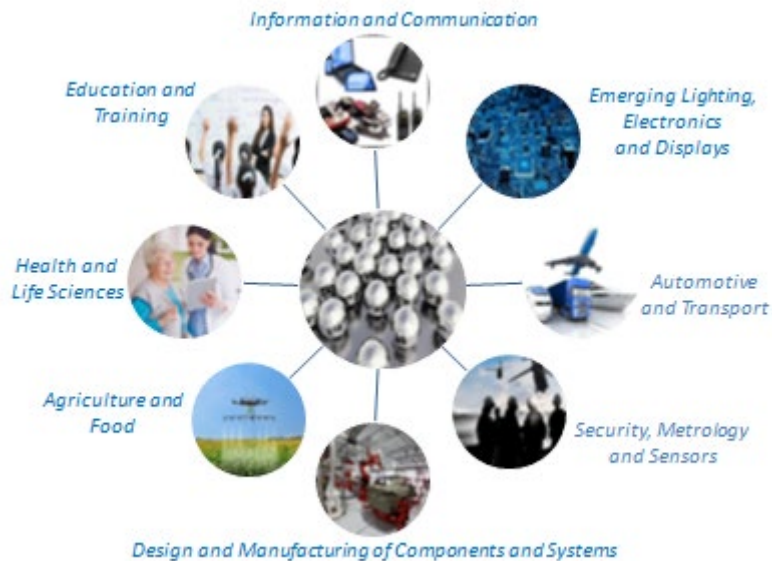 Information and Communication
Education and
Training
Emerging Lighting,
Electronics
and Displays
Health and
Life Sciences
Automotive
and Transport
Agriculture and
Food
Security, Metrology
and Sensors
Design and Manufacturing of Components and Systems